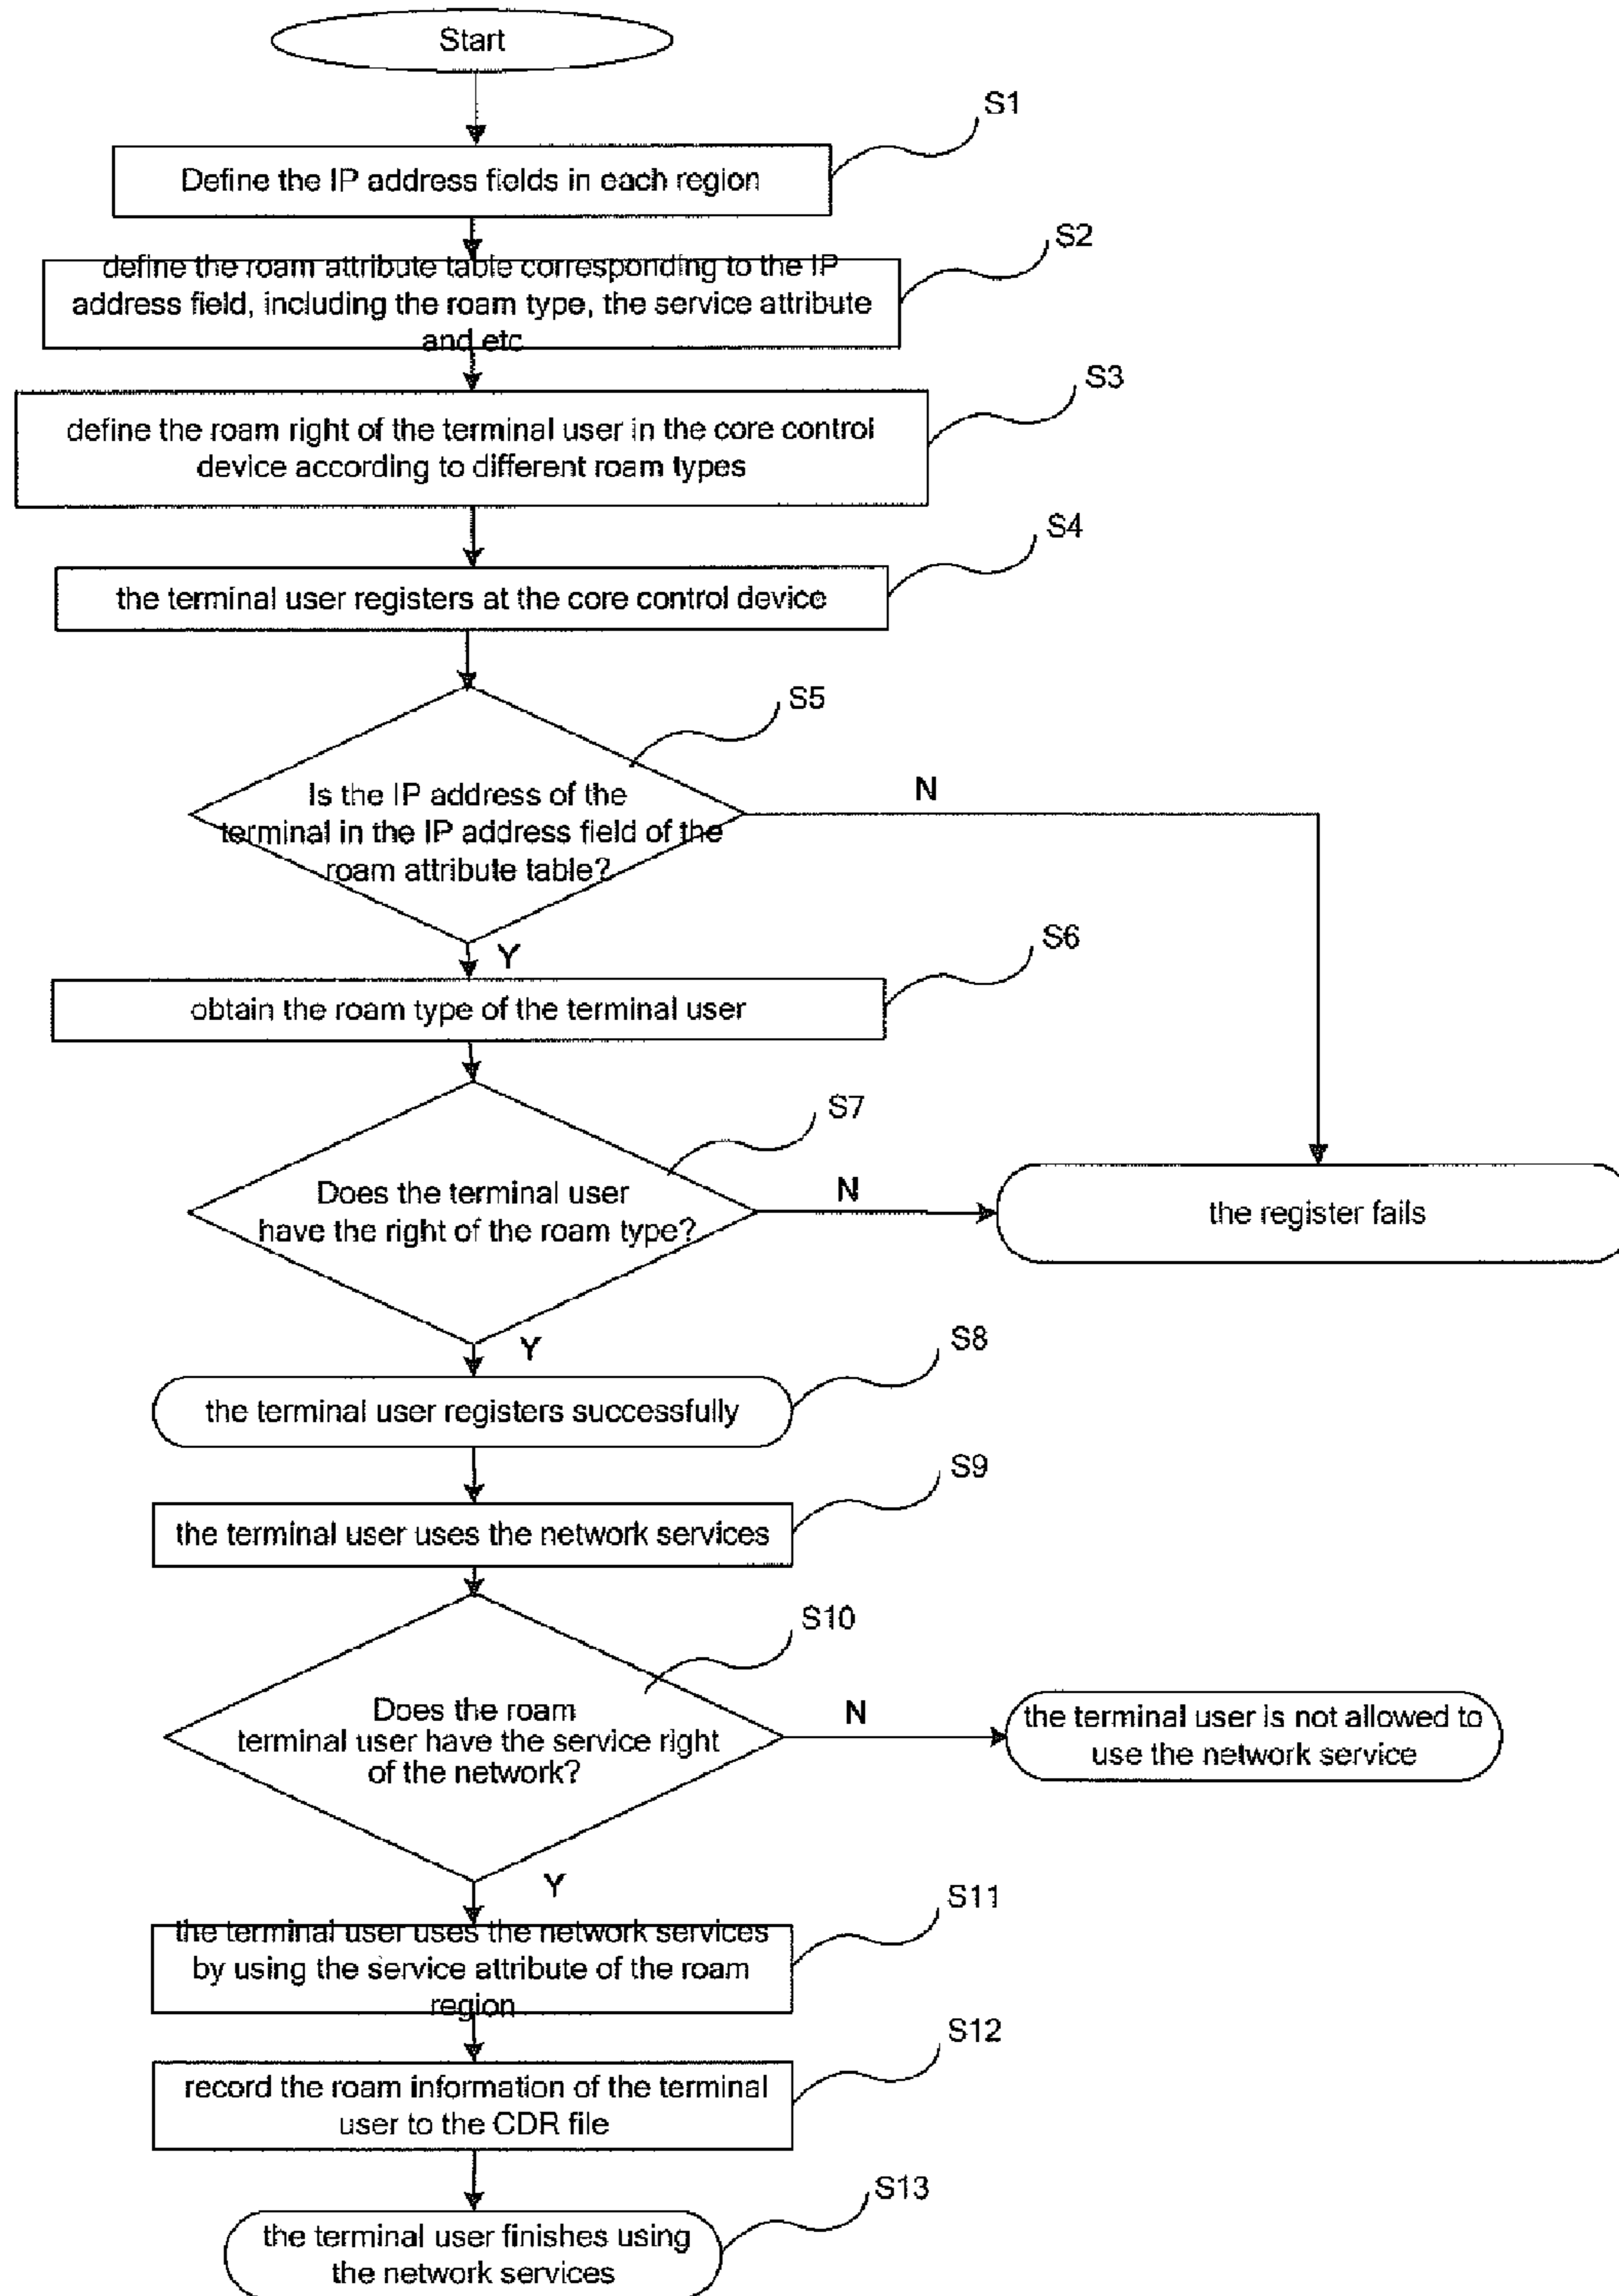 Start
S1
Define the IP address fields in each region
S2
define the roam attribute table corresponding to the IP
address field, including the roam type, the service attribute
and etc
S3
define the roam right of the terminal user in the core control
device according to different roam types
S4
the terminal user registers at the core control device
S5
Is the IP address of the
terminal in the IP address field of the
roam attribute table?
N
Y
S6
obtain the roam type of the terminal user
S7
Does the terminal user
have the right of the roam type?
N
the register fails
Y
S8
the terminal user registers successfully
S9
the terminal user uses the network services
S10
Does the roam
terminal user have the service right
of the network?
N
the terminal user is not allowed to
use the network service
Y
S11
the terminal user uses the network services
by using the service attribute of the roam
region
S12
record the roam information of the terminal
user to the CDR file
S13
the terminal user finishes using
the network services